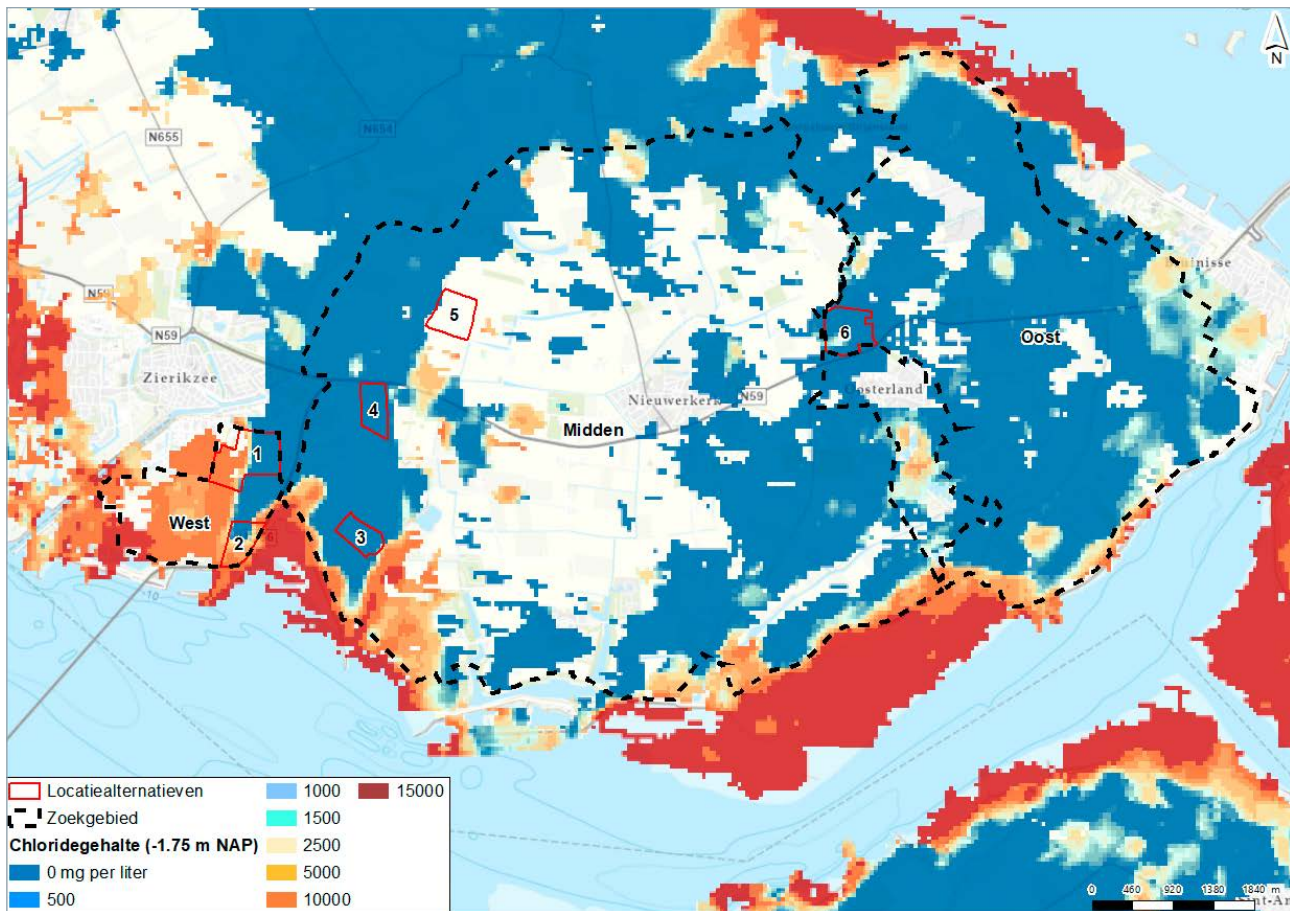 N
N655
N654
N59
N59
Zierikzee
5
4
6
Oost
Oosterland
Nieuwerkerk
N59
Midden
1
West
2
3
-10
Locatiealternatieven
Zoekgebied
Chloridegehalte (-1.75 m NAP)
0 mg per liter
500
1000
1500
2500
5000
10000
15000
0 460 920 1380 1840 m